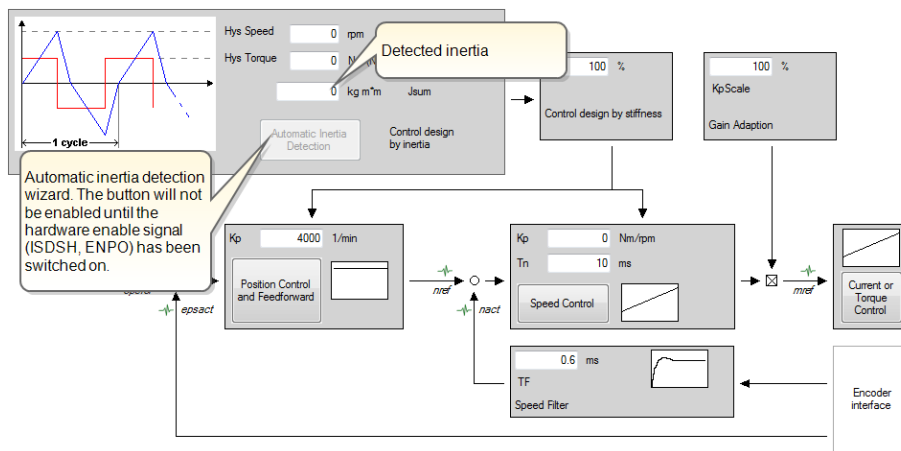 Hys Speed 0 rpm
Hys Torque 0
0 kg m*m Jsum
Detected inertia
1 cycle
Automatic Inertia
Detection
Control design
by inertia
Automatic inertia detection
wizard. The button will not
be enabled until the
hardware enable signal
(ISDSH, ENPO) has been
switched on.
100 %
Control design by stiffness
100 %
KpScale
Gain Adaption
Kp 4000 1/min
Position Control
and Feedforward
epsact
nref
nact
Kp 0 Nm/rpm
Tn 10 ms
Speed Control
mref
Current or
Torque
Control
0.6 ms
TF
Speed Filter
Encoder
interface